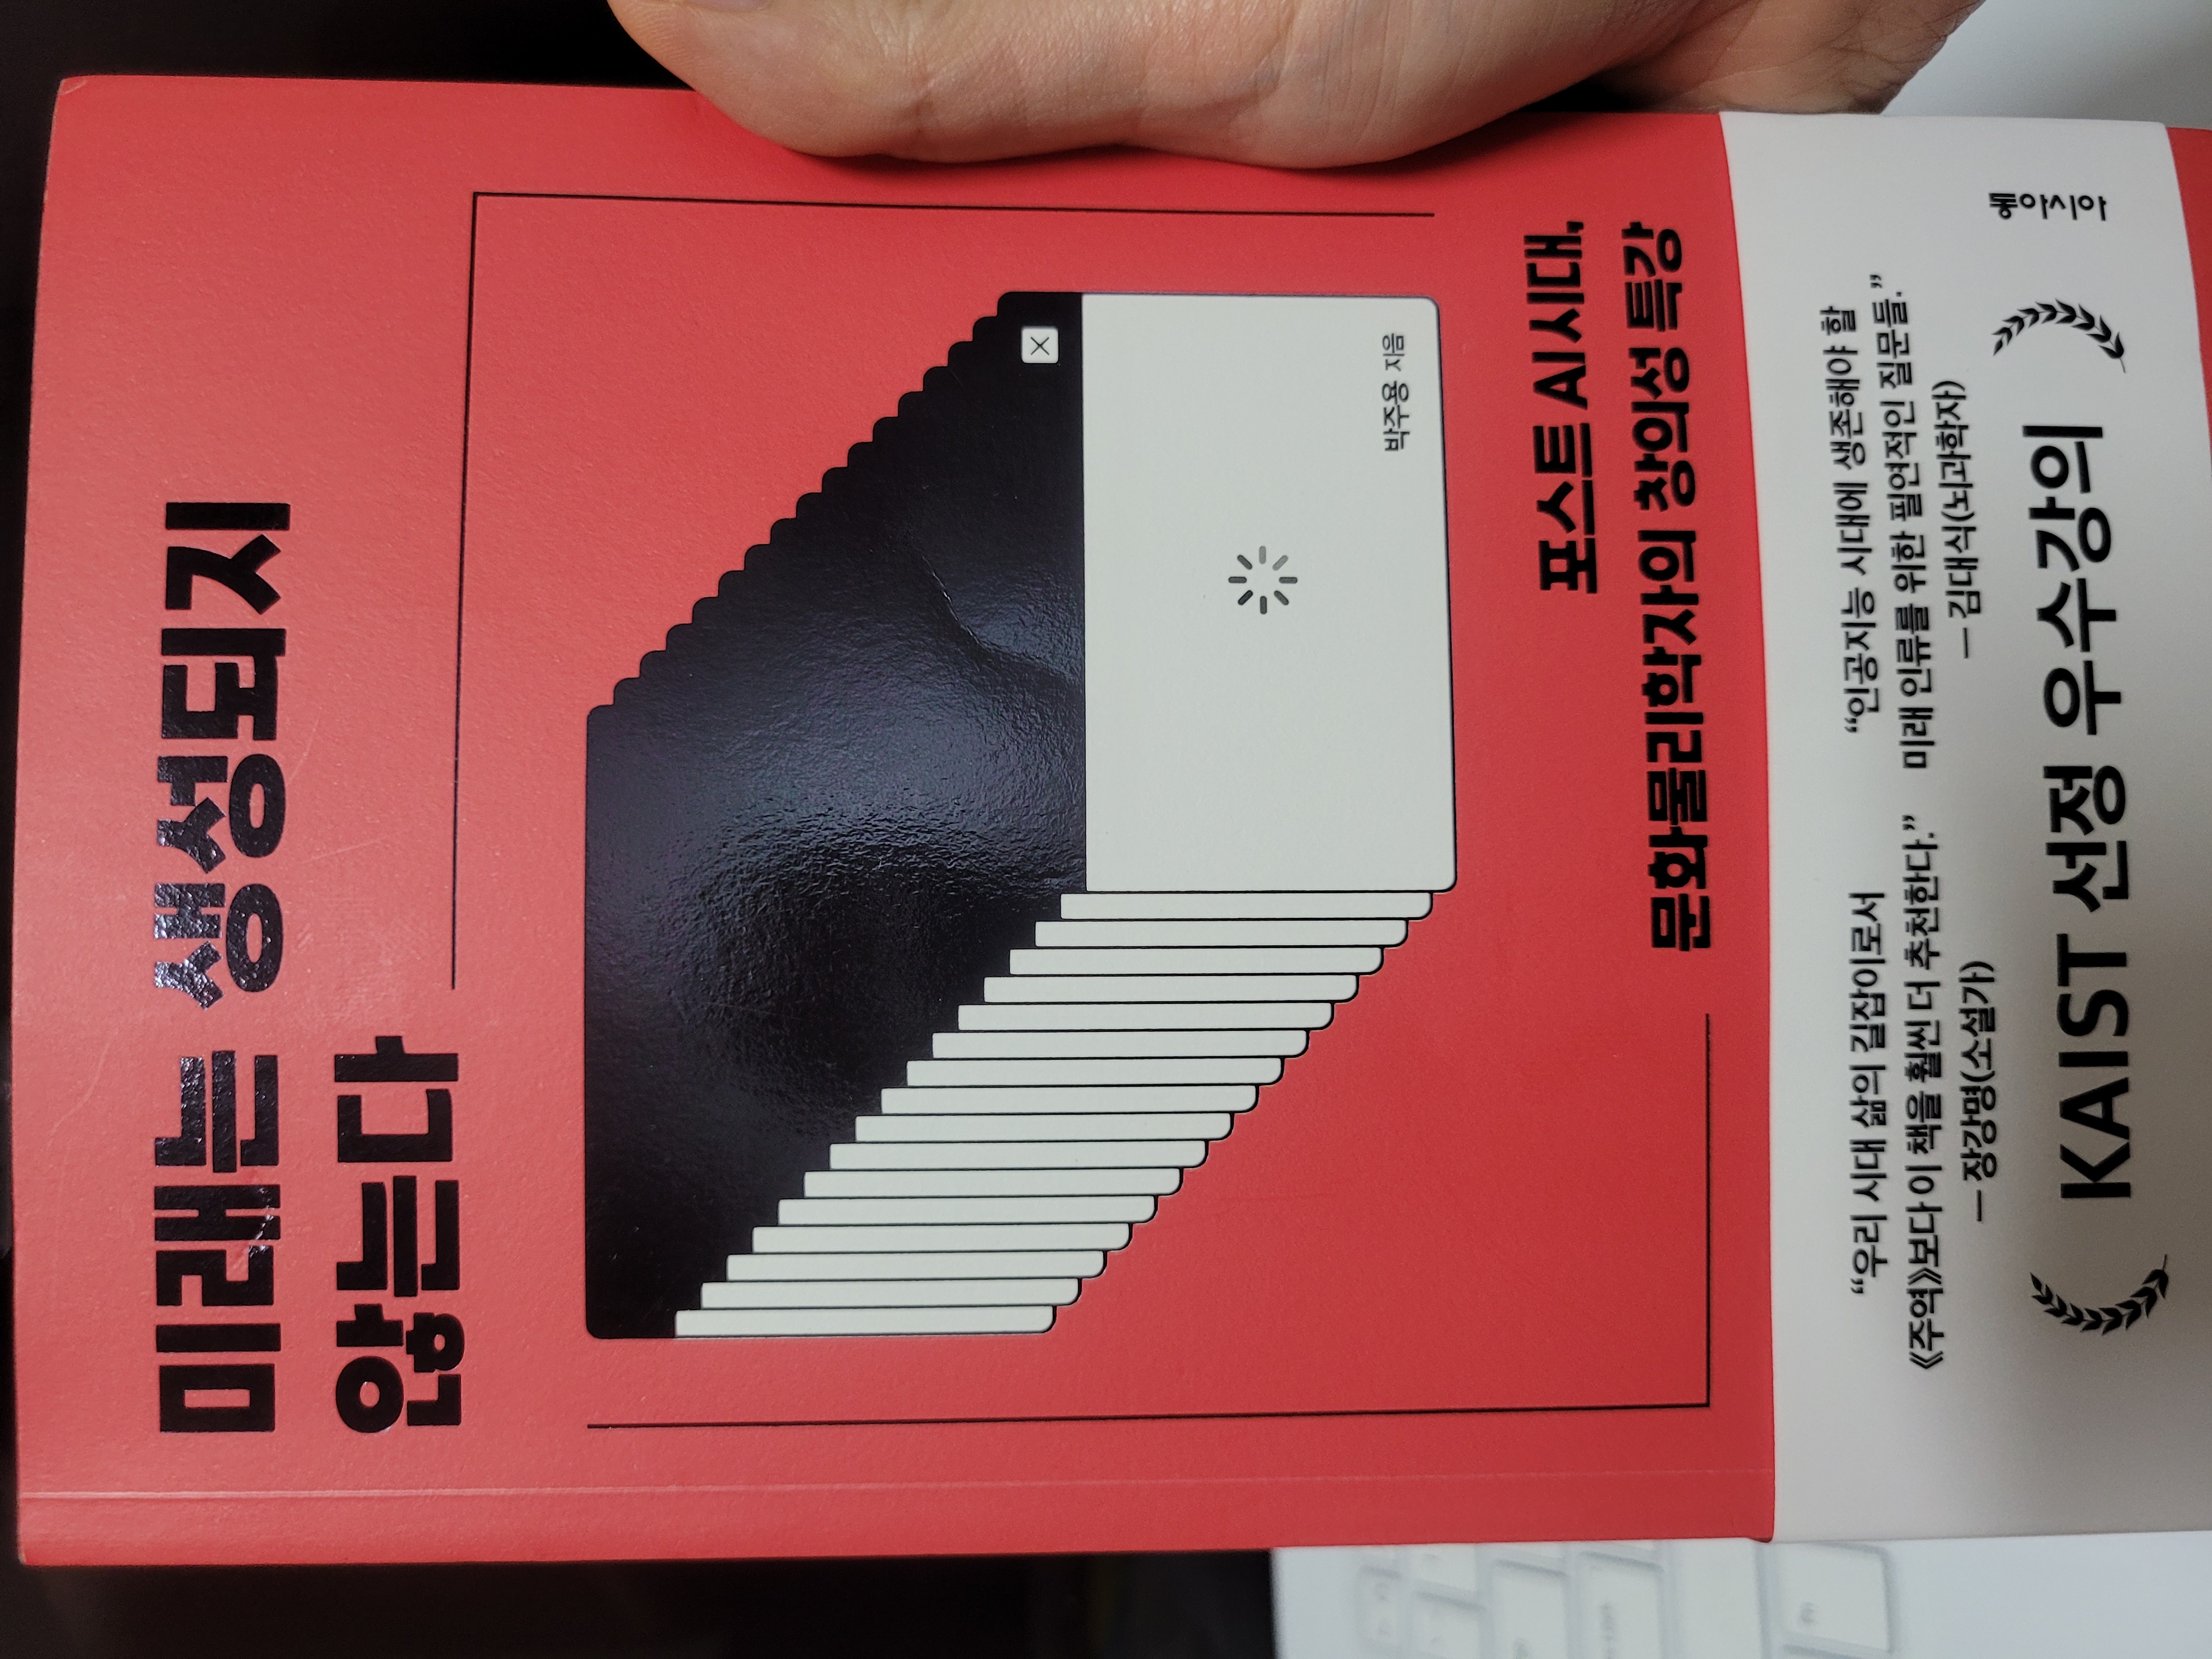 미래는 생성되지
않는다
박주용 지음
포스트 AI 시대,
문화물리학자의 창의성 특강
“우리 시대 삶의 길잡이로서
《주역》보다 이 책을 훨씬 더 추천한다.”
— 장강명(소설가)
“인공지능 시대에 생존해야 할
미래 인류를 위한 필연적인 질문들.”
— 김대식(뇌과학자)
KAIST 선정 우수강의
동아시아